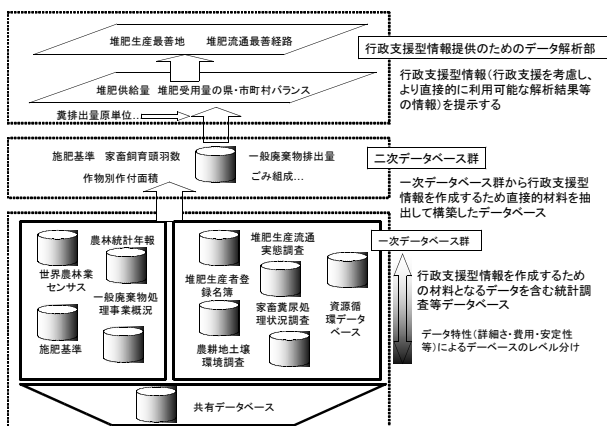 堆肥生産最善地 堆肥流通最善経路
堆肥供給量 堆肥受用量の県・市町村バランス
糞排出量原単位…
行政支援型情報提供のためのデータ解析部
行政支援型情報(行政支援を考慮し、
より直接的に利用可能な解析結果等
の情報)を提示する
施肥基準 家畜飼育頭羽数
作物別作付面積
一般廃棄物排出量
ごみ組成…
二次データベース群
一次データベース群から行政支援型
情報を作成するため直接的材料を抽
出して構築したデータベース
農林統計年報
世界農林業
センサス
一般廃棄物処
理事業概況
施肥基準
堆肥生産流通
実態調査
堆肥生産者登
録名簿
家畜糞尿処
理状況調査
資源循
環データ
ベース
農耕地土壌
環境調査
一次データベース群
行政支援型情報を作成するため
の材料となるデータを含む統計調
査等データベース
データ特性(詳細さ・費用・安定性
等)によるデーベースのレベル分け
共有データベース